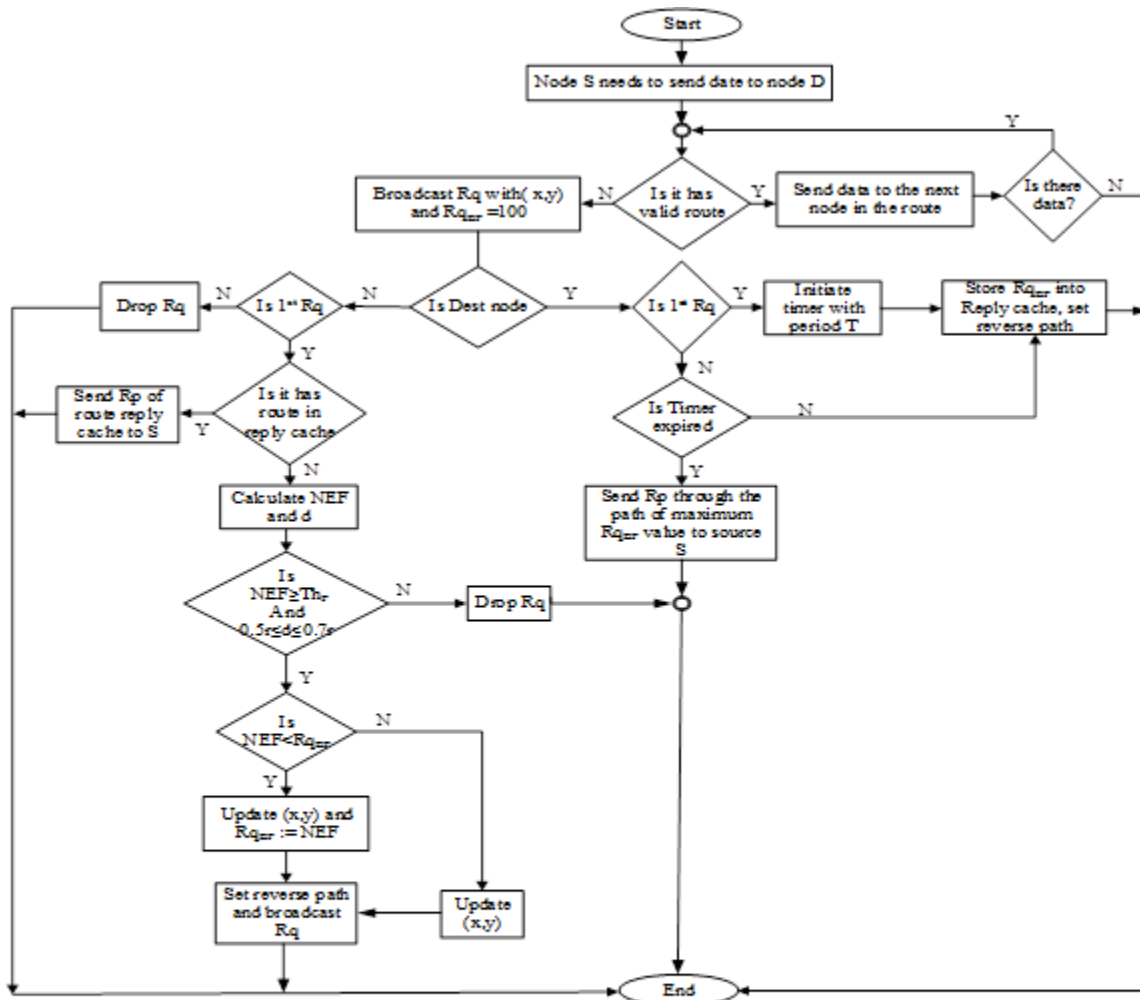 Start
Node S needs to send date to node D
Y
Broadcast Rq with( x,y)
and Rqₘᵣ =100
N
Is it has
valid route
Y
Send data to the next
node in the route
Is there
data?
N
Drop Rq
N
Is 1ˢᵗ Rq
N
Is Dest node
Y
Is 1ˢᵗ Rq
Y
Initiate
timer with
period T
Store Rqₘᵣ into
Reply cache, set
reverse path
Y
N
Send Rp of
route reply
cache to S
Y
Is it has
route in
reply cache
Is Timer
expired
N
N
Y
Calculate NEF
and d
Send Rp through the
path of maximum
Rqₘᵣ value to source
S
Is
NEF≥Thᵣ
And
0.5r≤d≤0.7r
N
Drop Rq
Y
Is
NEF<Rqₘᵣ
N
Y
Update (x,y) and
Rqₘᵣ := NEF
Set reverse path
and broadcast
Rq
Update
(x,y)
End